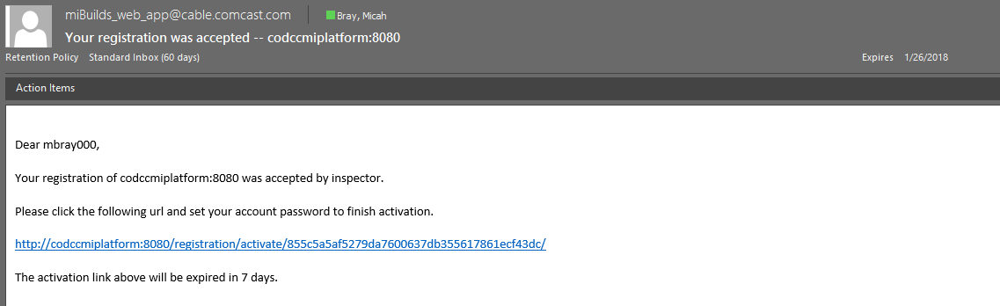 miBuilds_web_app@cable.comcast.com Bray, Micah
Your registration was accepted -- codccmiplatform:8080
Retention Policy Standard Inbox (60 days) Expires 1/26/2018
Action Items
Dear mbray000,
Your registration of codccmiplatform:8080 was accepted by inspector.
Please click the following url and set your account password to finish activation.
http://codccmiplatform:8080/registration/activate/855c5a5af5279da7600637db355617861ecf43dc/
The activation link above will be expired in 7 days.